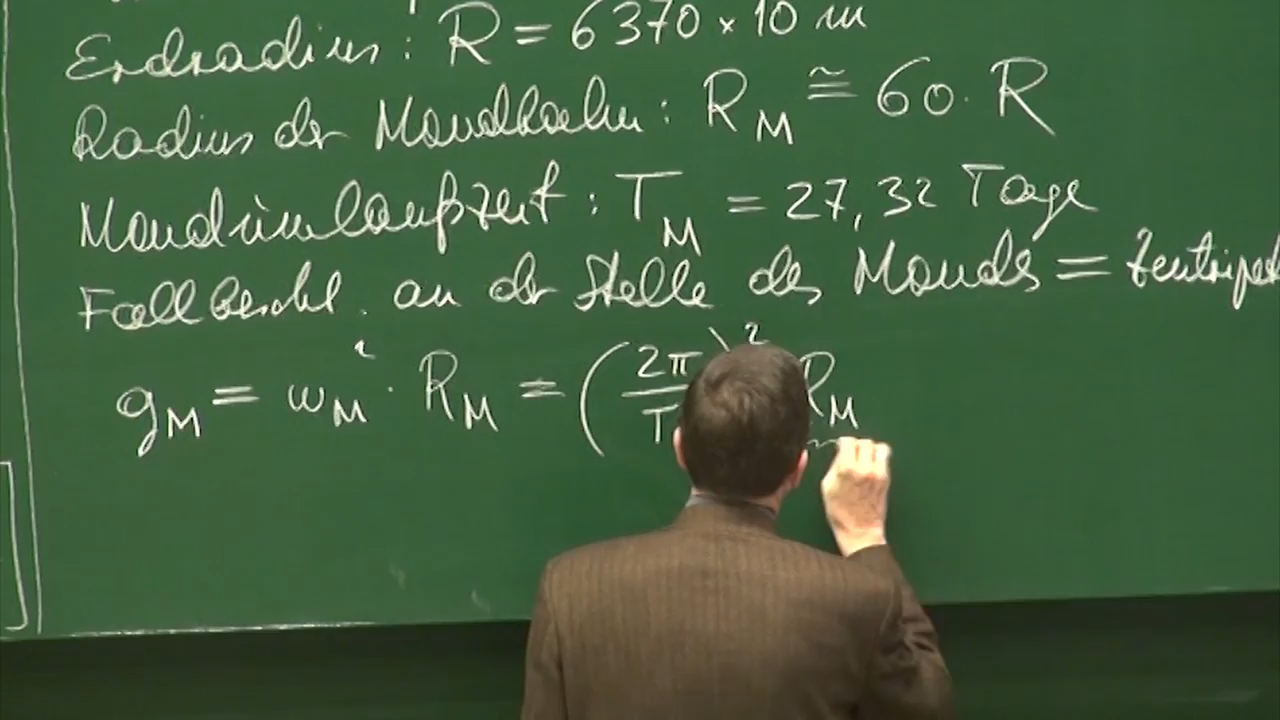 Erdradius: R = 6370 × 10 m
Radius der Mondbahn: R_M ≅ 60 · R
Mondumlaufzeit: T_M = 27,32 Tage
Fallbeschl. an der Stelle des Monds = Zentripet
g_M = ω_M² · R_M = (2π/T)² R_M